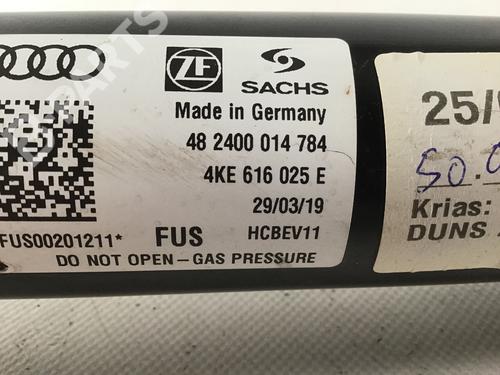 ZF SACHS
Made in Germany
48 2400 014 784
4KE 616 025 E
29/03/19
FUS00201211* FUS HCBEV11
DO NOT OPEN – GAS PRESSURE
25/
50.
Krias:
DUNS